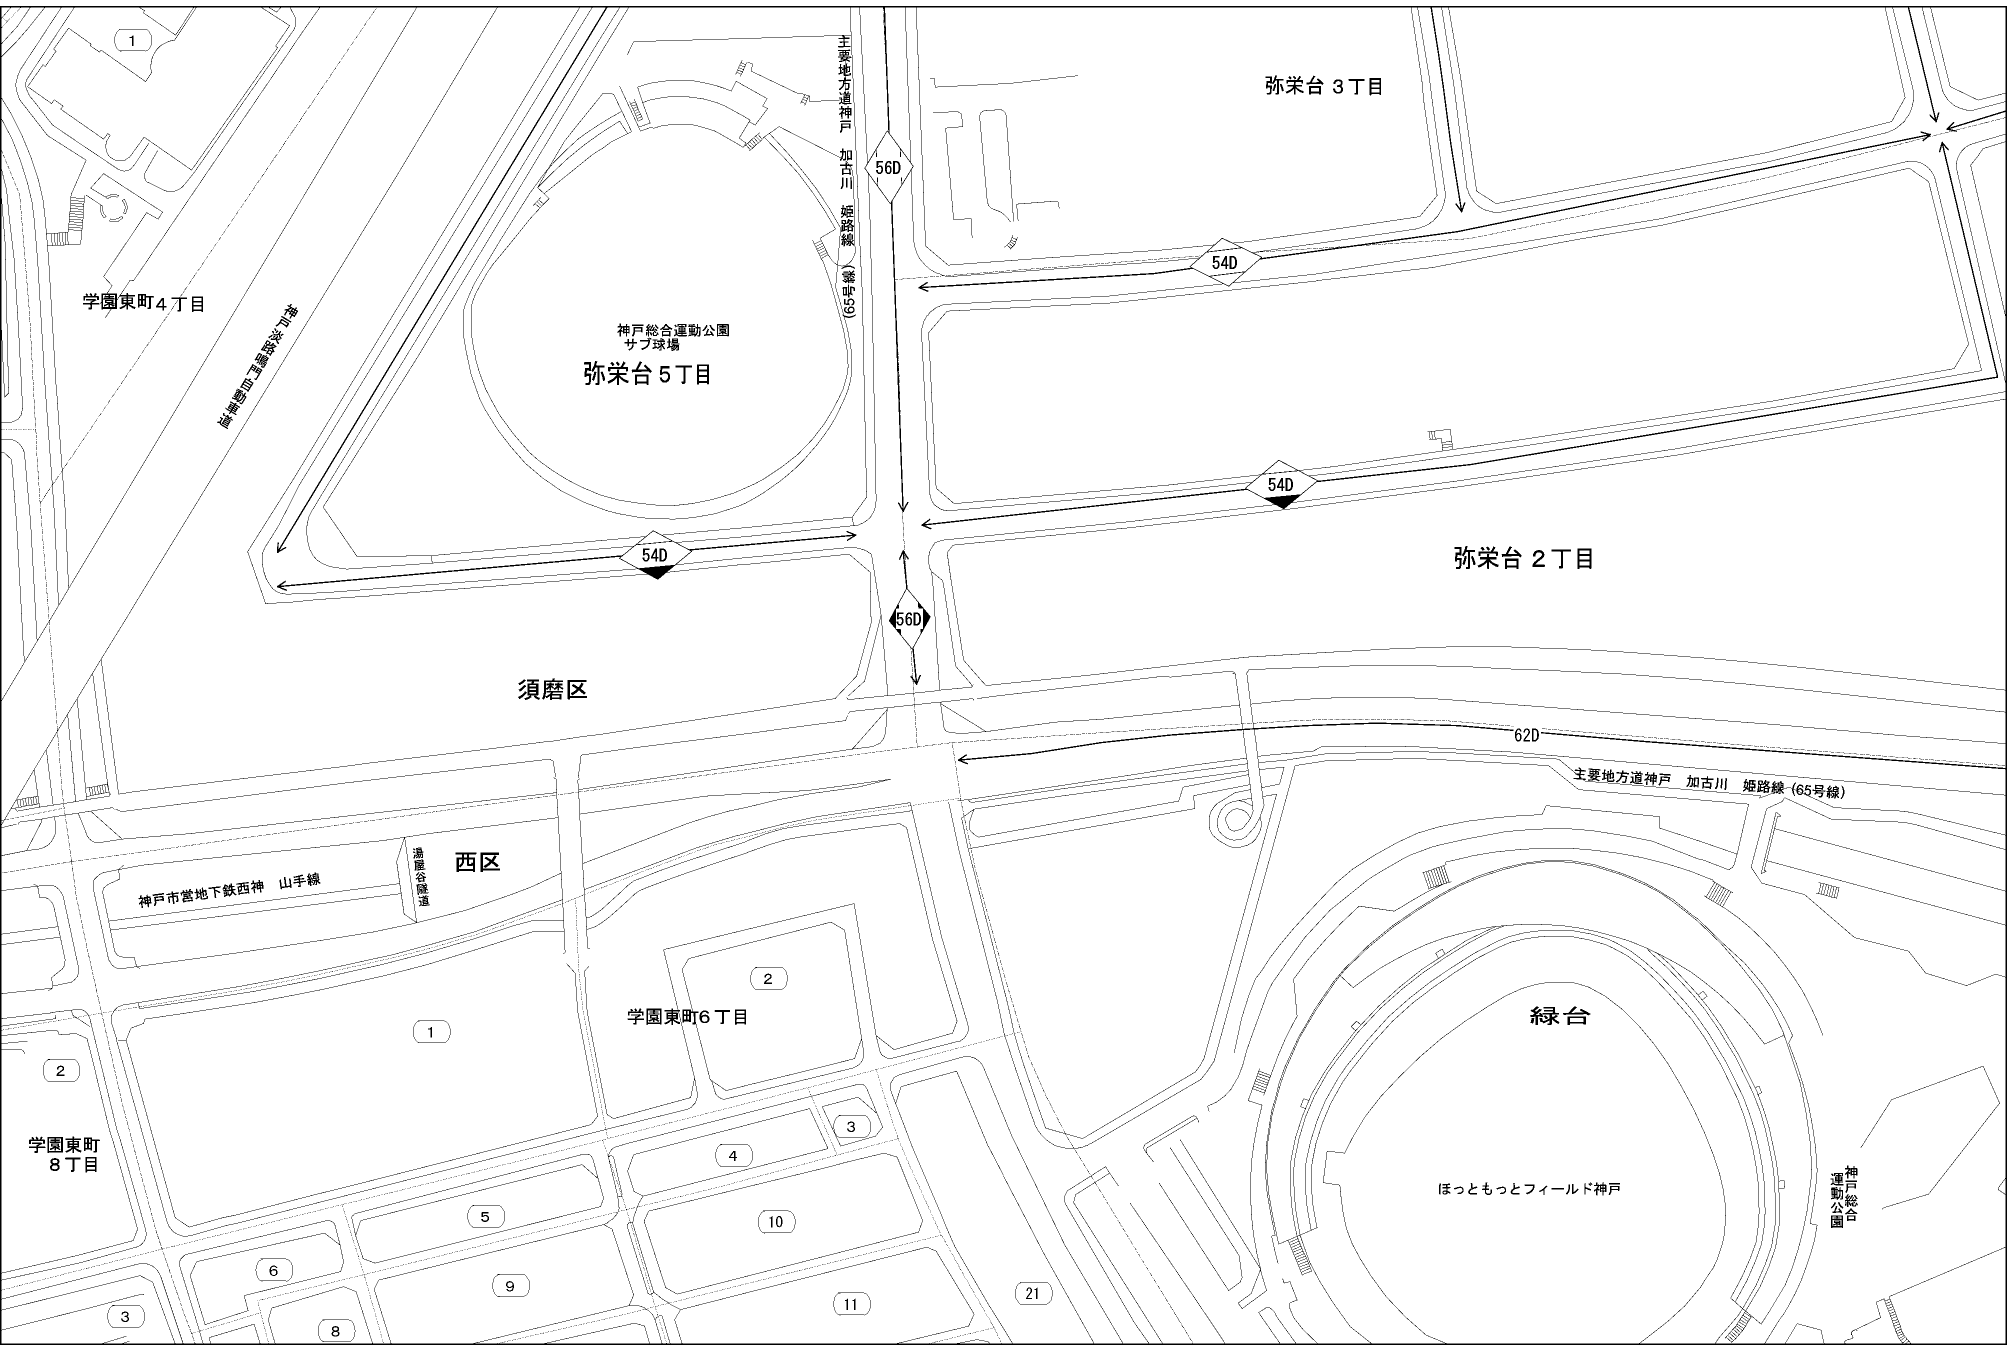 1
主要地方道神戸　加古川　姫路線 (65号線)
弥栄台 3丁目
56D
54D
学園東町4丁目
神戸淡路鳴門自動車道
神戸総合運動公園
サブ球場
弥栄台 5丁目
54D
54D
弥栄台 2丁目
56D
須磨区
62D
主要地方道神戸　加古川　姫路線 (65号線)
西区
湯屋谷隧道
神戸市営地下鉄西神　山手線
2
学園東町6丁目
1
緑台
2
学園東町
8丁目
3
4
ほっともっとフィールド神戸
神戸総合
運動公園
5
10
6
9
21
11
3
8